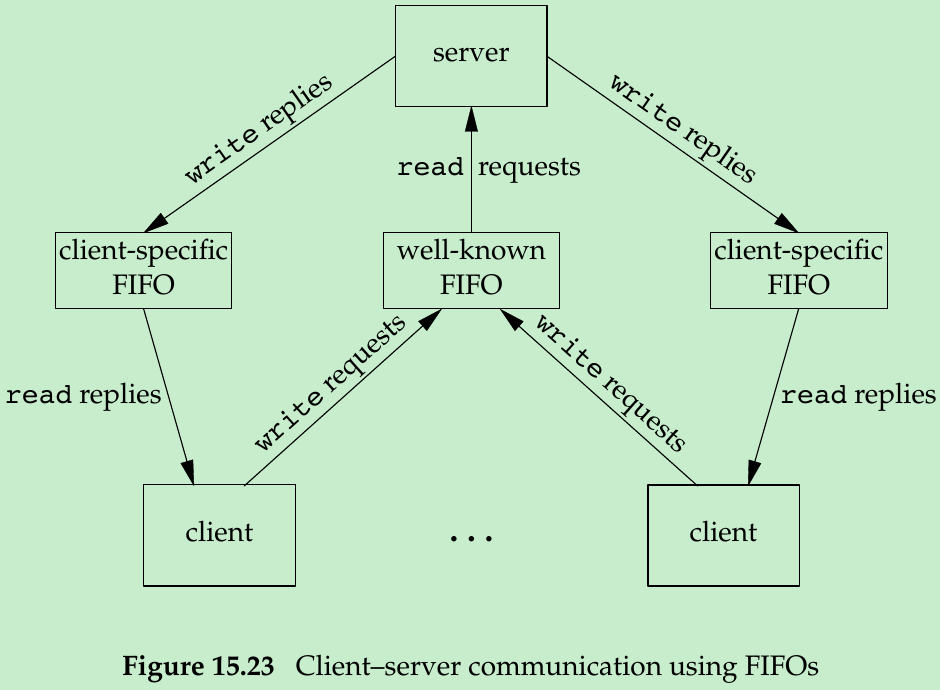 server
write replies
write replies
read requests
client-specific
FIFO
well-known
FIFO
client-specific
FIFO
write requests
write requests
read replies
read replies
client
...
client
Figure 15.23 Client–server communication using FIFOs